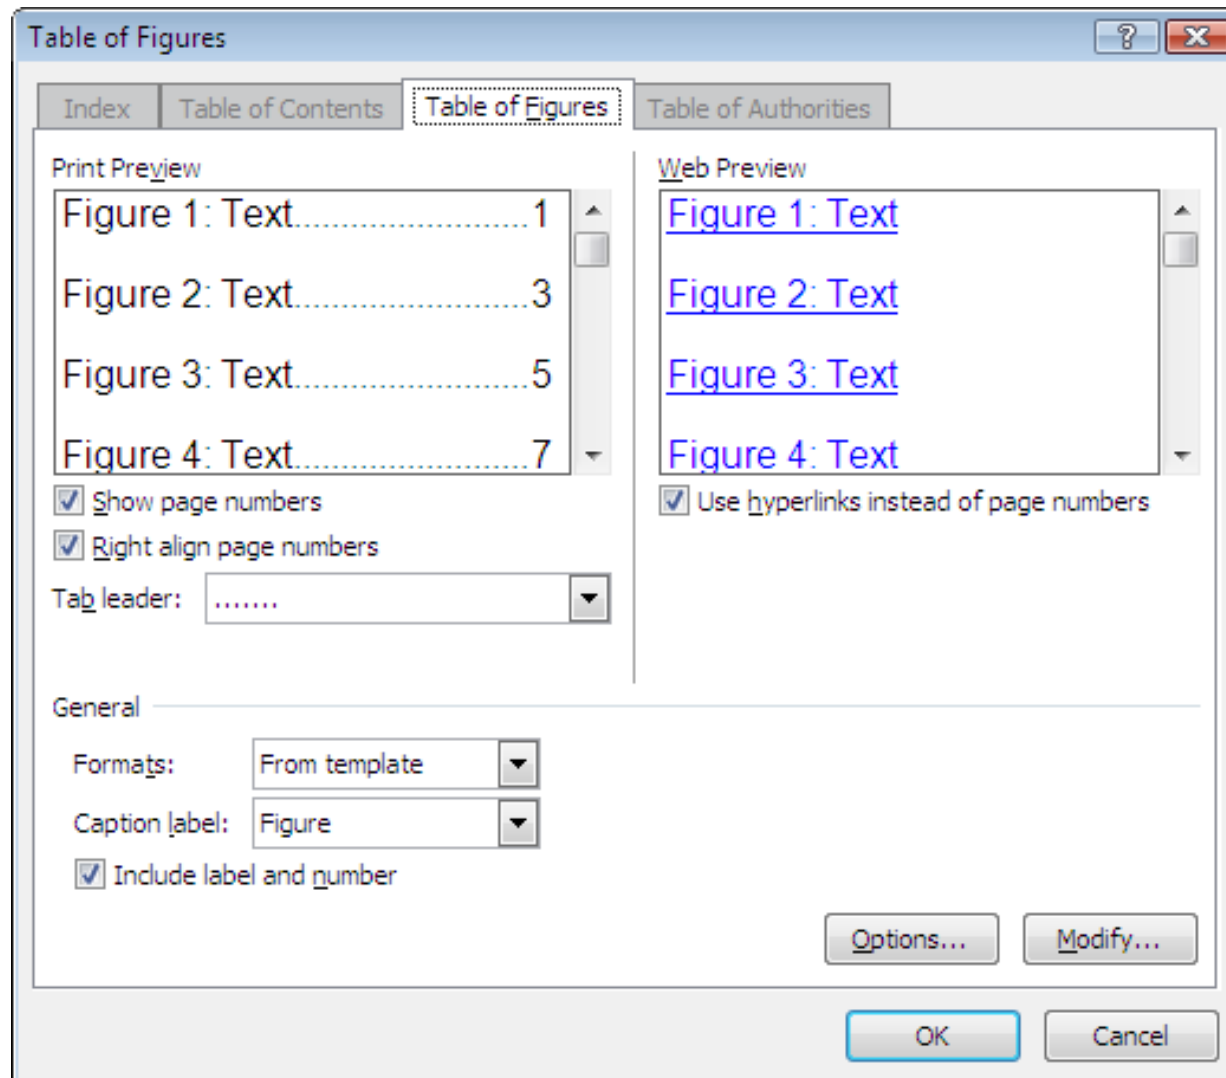 Table of Figures
Index Table of Contents Table of Figures Table of Authorities
Print Preview
Figure 1: Text..........................1
Figure 2: Text..........................3
Figure 3: Text..........................5
Figure 4: Text..........................7
Show page numbers
Right align page numbers
Tab leader: .......
Web Preview
Figure 1: Text
Figure 2: Text
Figure 3: Text
Figure 4: Text
Use hyperlinks instead of page numbers
General
Formats: From template
Caption label: Figure
Include label and number
Options... Modify...
OK Cancel